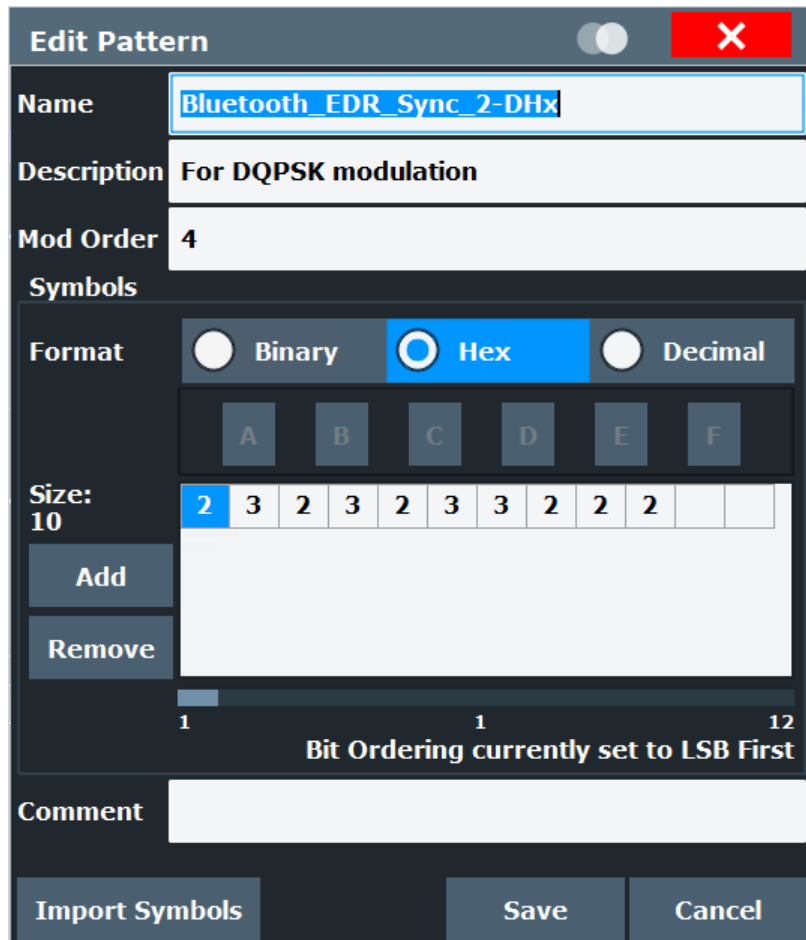 Edit Pattern
Name Bluetooth_EDR_Sync_2-DHx
Description For DQPSK modulation
Mod Order 4
Symbols
Format Binary Hex Decimal
A B C D E F
Size:
10
2 3 2 3 2 3 3 2 2 2
Add
Remove
1 1 12
Bit Ordering currently set to LSB First
Comment
Import Symbols Save Cancel